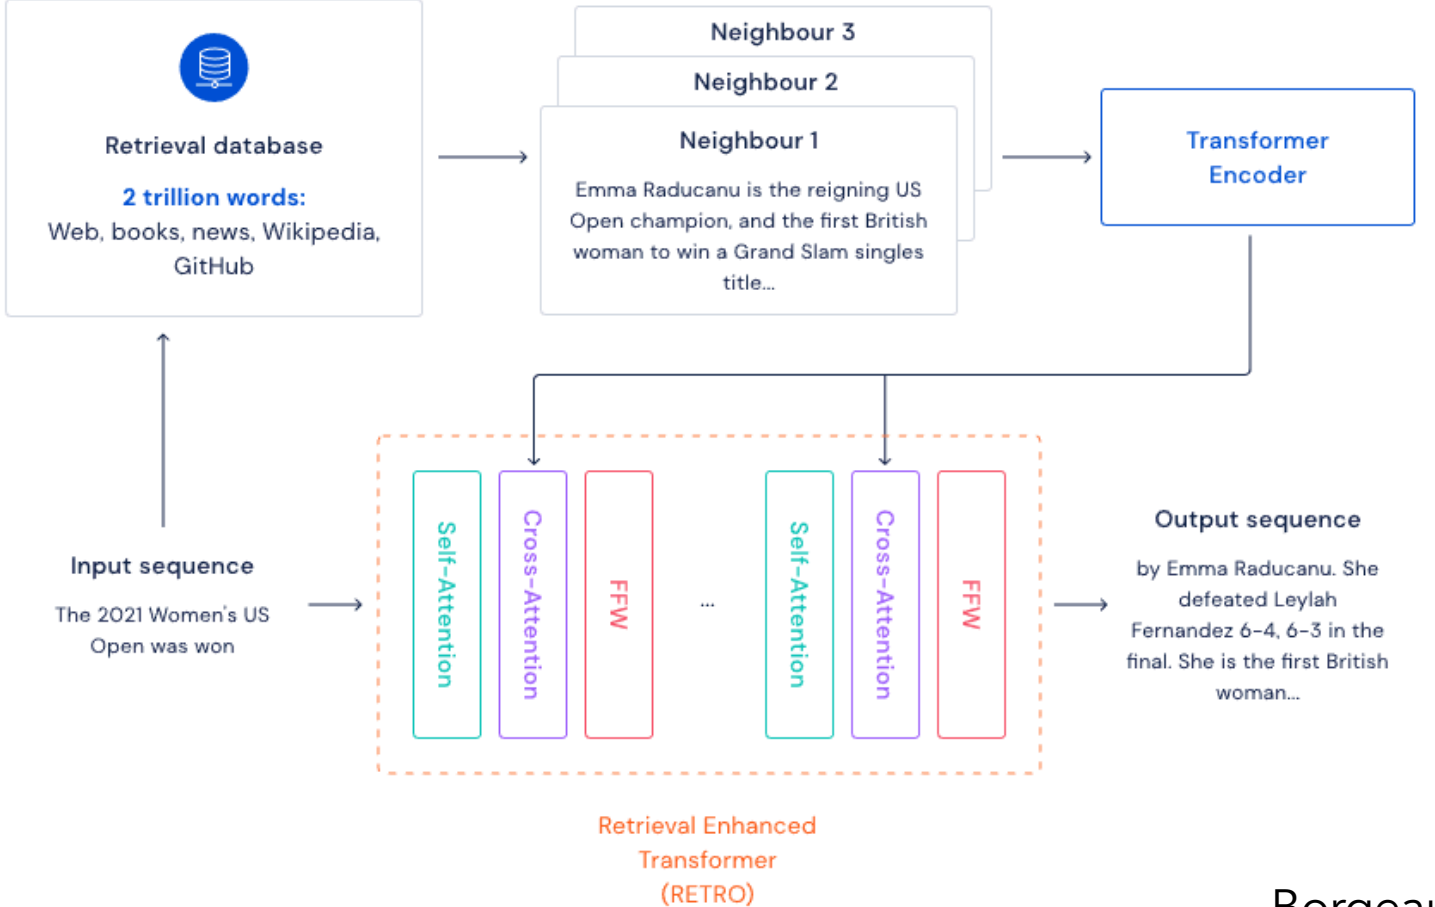 Neighbour 3
Neighbour 2
Neighbour 1
Emma Raducanu is the reigning US
Open champion, and the first British
woman to win a Grand Slam singles
title...
Retrieval database
2 trillion words:
Web, books, news, Wikipedia,
GitHub
Transformer
Encoder
Input sequence
The 2021 Women's US
Open was won
Self-Attention
Cross-Attention
FFW
...
Self-Attention
Cross-Attention
FFW
Output sequence
by Emma Raducanu. She
defeated Leylah
Fernandez 6-4, 6-3 in the
final. She is the first British
woman...
Retrieval Enhanced
Transformer
(RETRO)